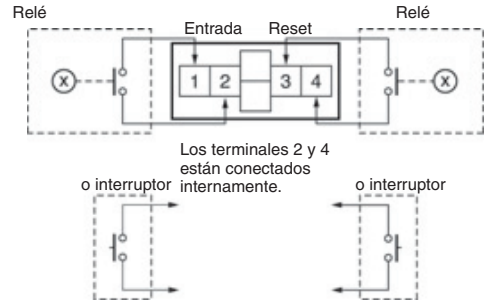 Relé
Relé
Entrada
Reset
X
1 2 3 4
X
Los terminales 2 y 4
están conectados
internamente.
o interruptor
o interruptor